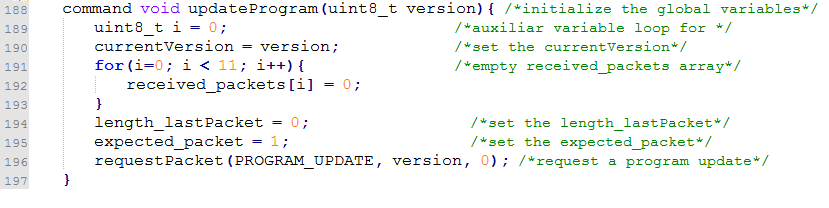 188 command void updateProgram(uint8_t version){ /*initialize the global variables*/
189 uint8_t i = 0; /*auxiliar variable loop for */
190 currentVersion = version; /*set the currentVersion*/
191 for(i=0; i < 11; i++){ /*empty received_packets array*/
192 received_packets[i] = 0;
193 }
194 length_lastPacket = 0; /*set the length_lastPacket*/
195 expected_packet = 1; /*set the expected_packet*/
196 requestPacket(PROGRAM_UPDATE, version, 0); /*request a program update*/
197 }